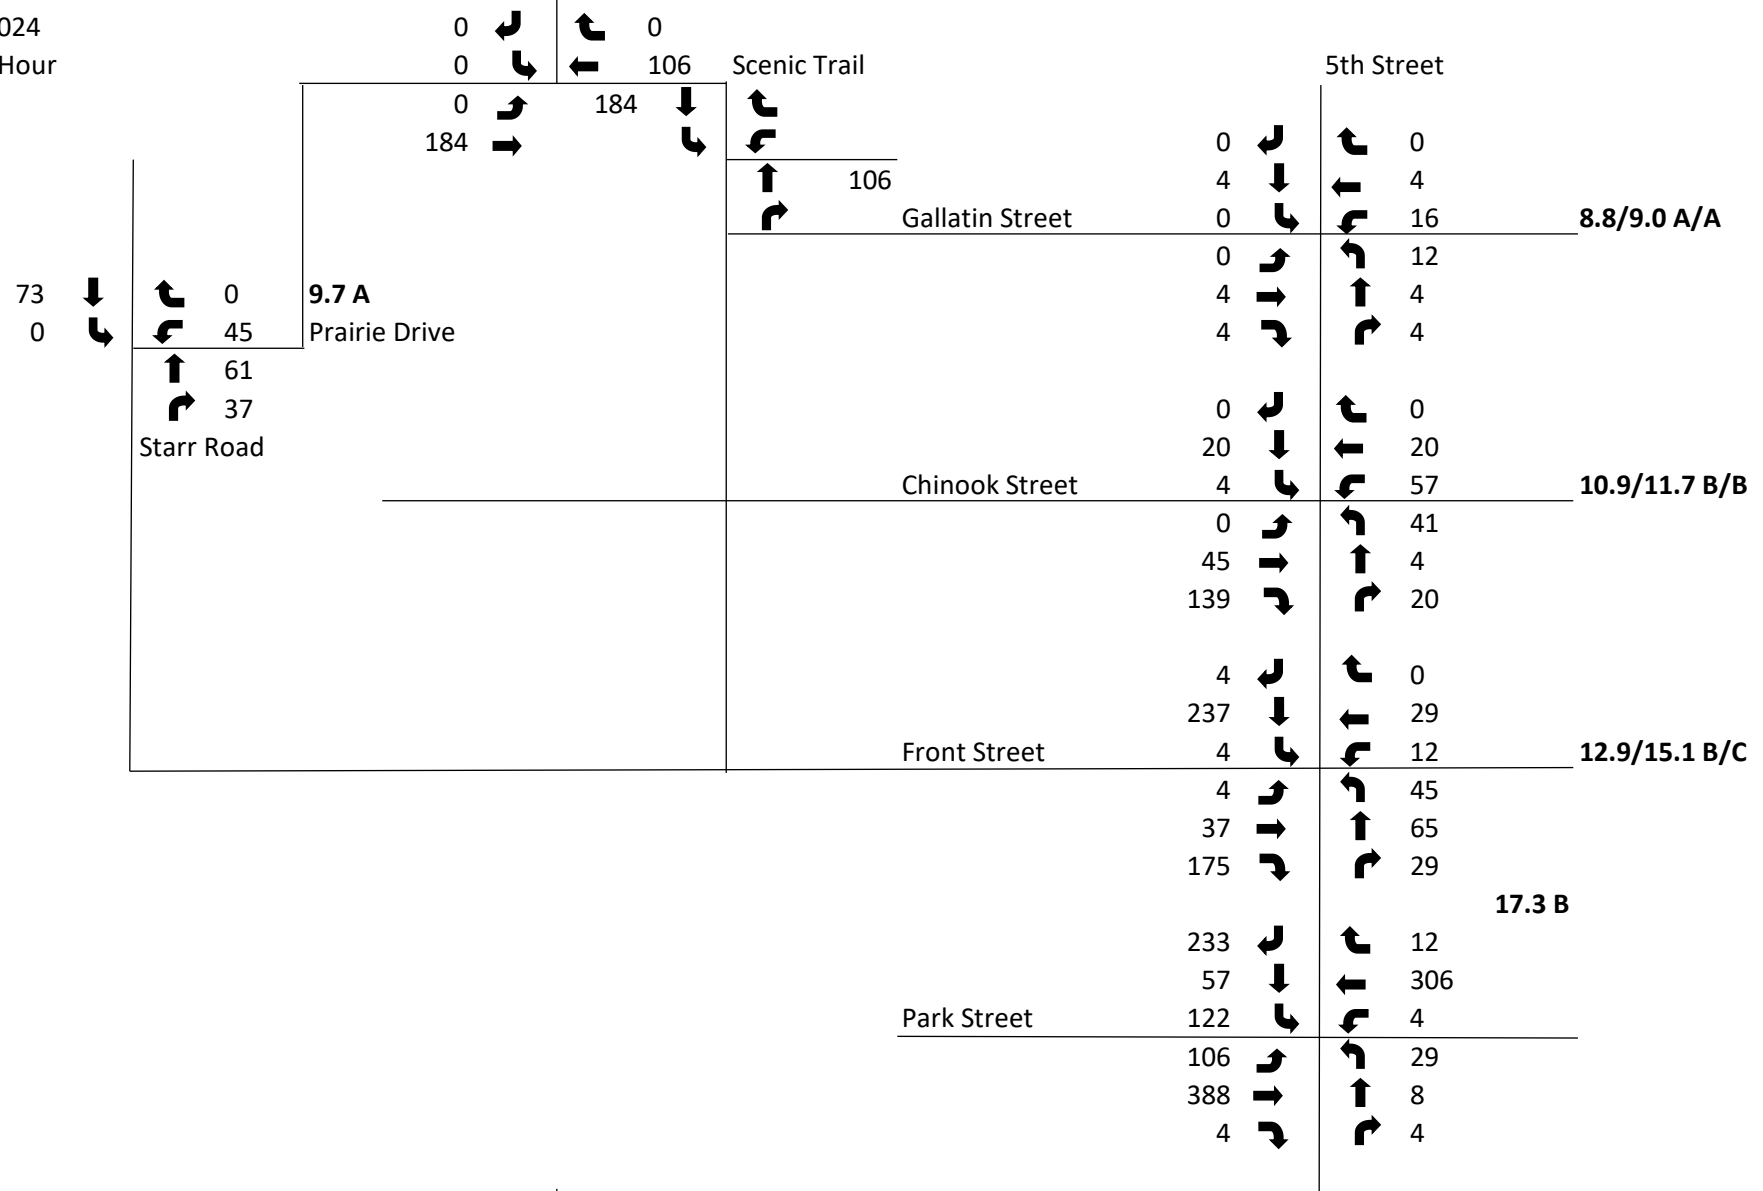 024 0 0
Hour 0 106 Scenic Trail 5th Street
0 184
184 0 0
106 4 4
Gallatin Street 0 16 8.8/9.0 A/A
0 12
73 0 9.7 A 4 4
0 45 Prairie Drive 4 4
61
37 0 0
Starr Road 20 20
Chinook Street 4 57 10.9/11.7 B/B
0 41
45 4
139 20
4 0
237 29
Front Street 4 12 12.9/15.1 B/C
4 45
37 65
175 29
17.3 B
233 12
57 306
Park Street 122 4
106 29
388 8
4 4